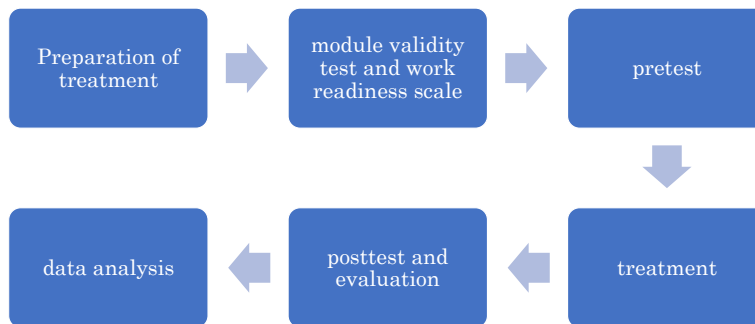 Preparation of
treatment
module validity
test and work
readiness scale
pretest
treatment
posttest and
evaluation
data analysis